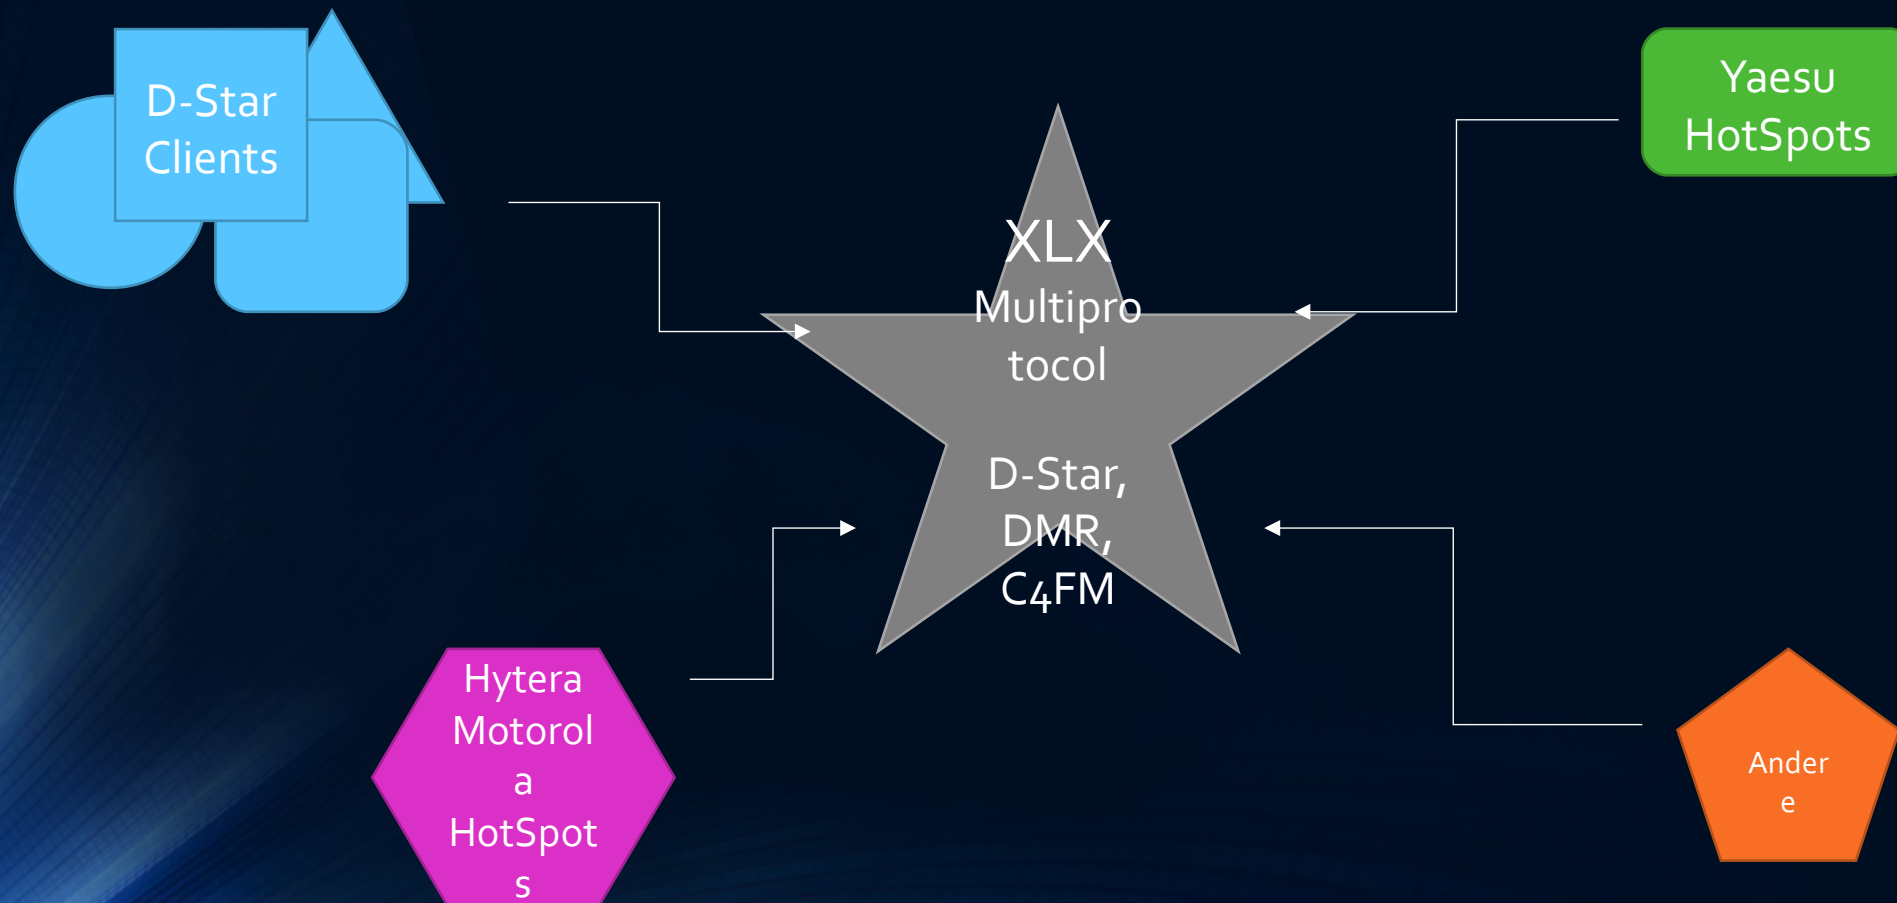 D-Star
Clients
Yaesu
HotSpots
XLX
Multipro
tocol
D-Star,
DMR,
C4FM
Hytera
Motorol
a
HotSpot
s
Ander
e